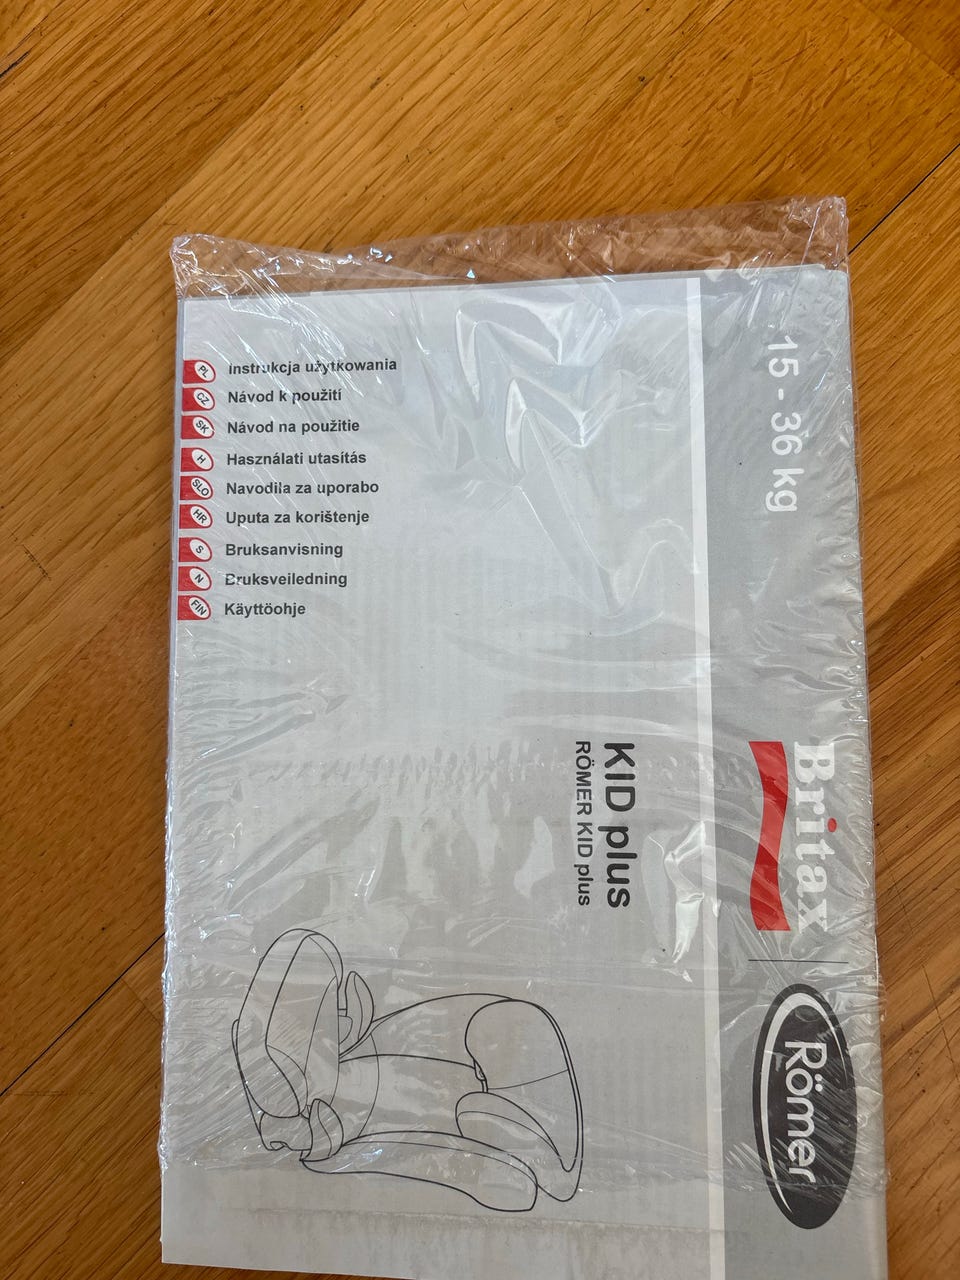 15 - 36 kg
Britax
Römer
KID plus
RÖMER KID plus
PL Instrukcja użytkowania
CZ Návod k použití
SK Návod na použitie
H Használati utasítás
SLO Navodila za uporabo
HR Uputa za korištenje
S Bruksanvisning
N Bruksveiledning
FIN Käyttöohje